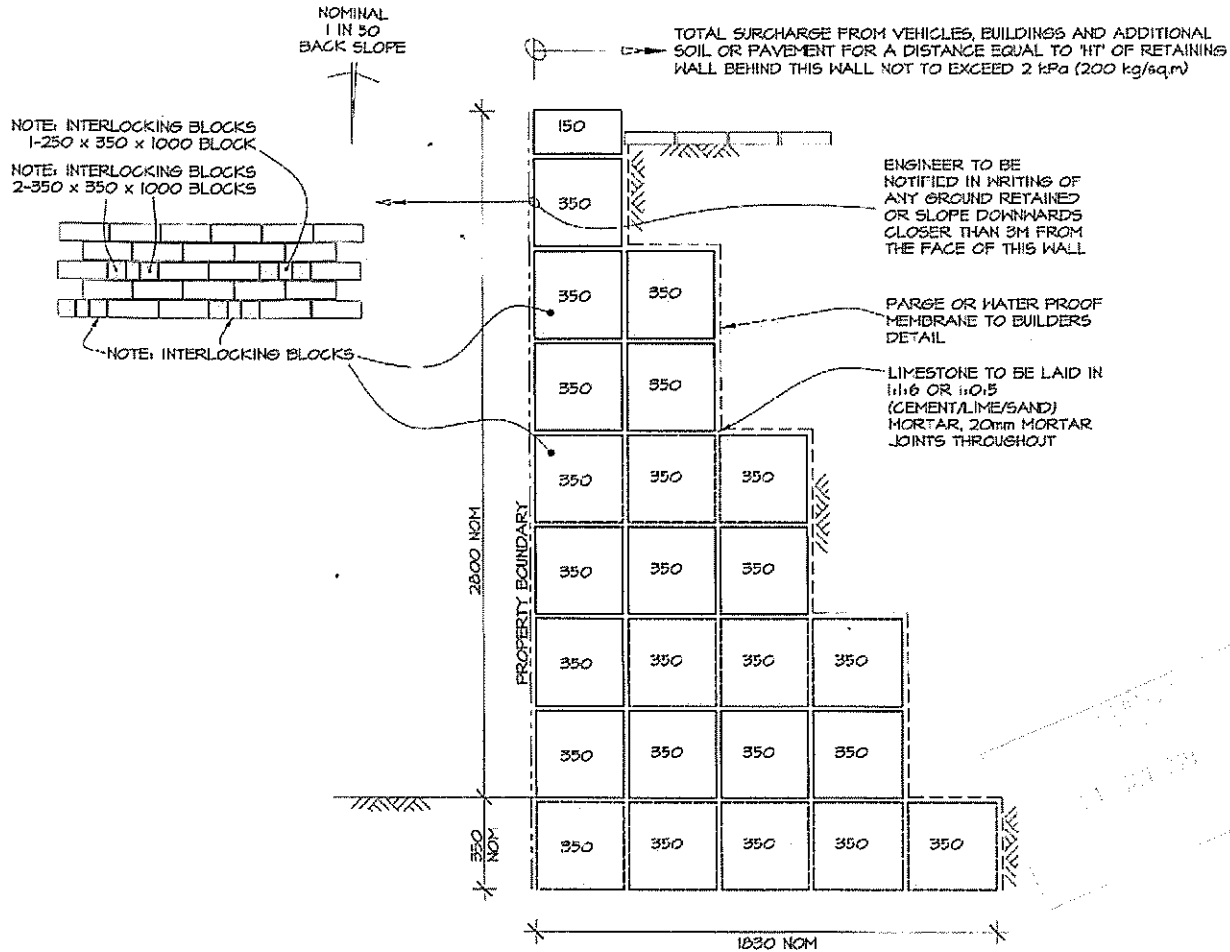 NOMINAL
1 IN 50
BACK SLOPE
TOTAL SURCHARGE FROM VEHICLES, BUILDINGS AND ADDITIONAL
SOIL OR PAVEMENT FOR A DISTANCE EQUAL TO 'HT' OF RETAINING
WALL BEHIND THIS WALL NOT TO EXCEED 2 kPa (200 kg/sq.m)
NOTE: INTERLOCKING BLOCKS
1-250 x 350 x 1000 BLOCK
NOTE: INTERLOCKING BLOCKS
2-350 x 350 x 1000 BLOCKS
NOTE: INTERLOCKING BLOCKS
ENGINEER TO BE
NOTIFIED IN WRITING OF
ANY GROUND RETAINED
OR SLOPE DOWNWARDS
CLOSER THAN 3M FROM
THE FACE OF THIS WALL
PARGE OR WATER PROOF
MEMBRANE TO BUILDERS
DETAIL
LIMESTONE TO BE LAID IN
1:1:6 OR 1:0:5
(CEMENT/LIME/SAND)
MORTAR, 20mm MORTAR
JOINTS THROUGHOUT
150
350
350 350
350 350
350 350 350
350 350 350
350 350 350 350
350 350 350 350
350 350 350 350 350
2800 NOM
PROPERTY BOUNDARY
350
NOM
1830 NOM